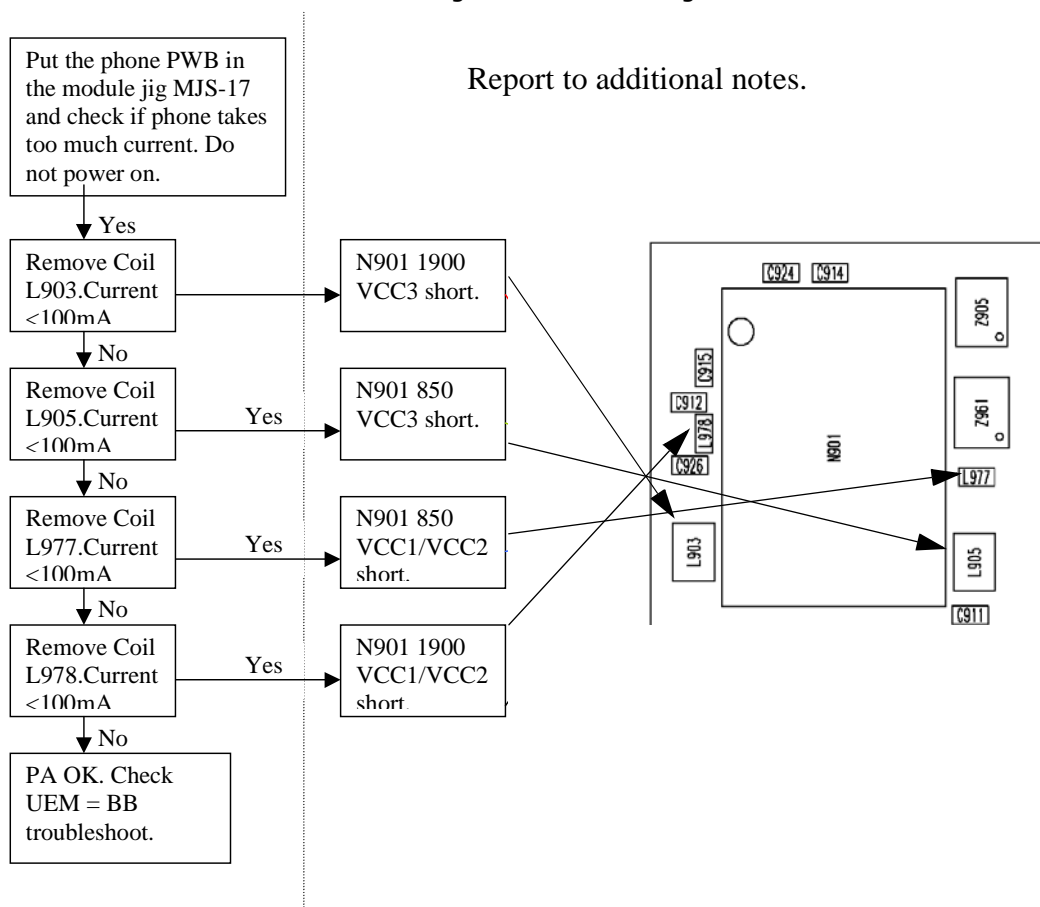 Put the phone PWB in
the module jig MJS-17
and check if phone takes
too much current. Do
not power on.
Report to additional notes.
Yes
Remove Coil
L903.Current
<100mA
N901 1900
VCC3 short.
No
Remove Coil
L905.Current
<100mA
Yes
N901 850
VCC3 short.
No
Remove Coil
L977.Current
<100mA
Yes
N901 850
VCC1/VCC2
short.
No
Remove Coil
L978.Current
<100mA
Yes
N901 1900
VCC1/VCC2
short.
No
PA OK. Check
UEM = BB
troubleshoot.
C924
C914
Z905
C915
C912
L978
C926
N901
Z961
L977
L903
L905
C911